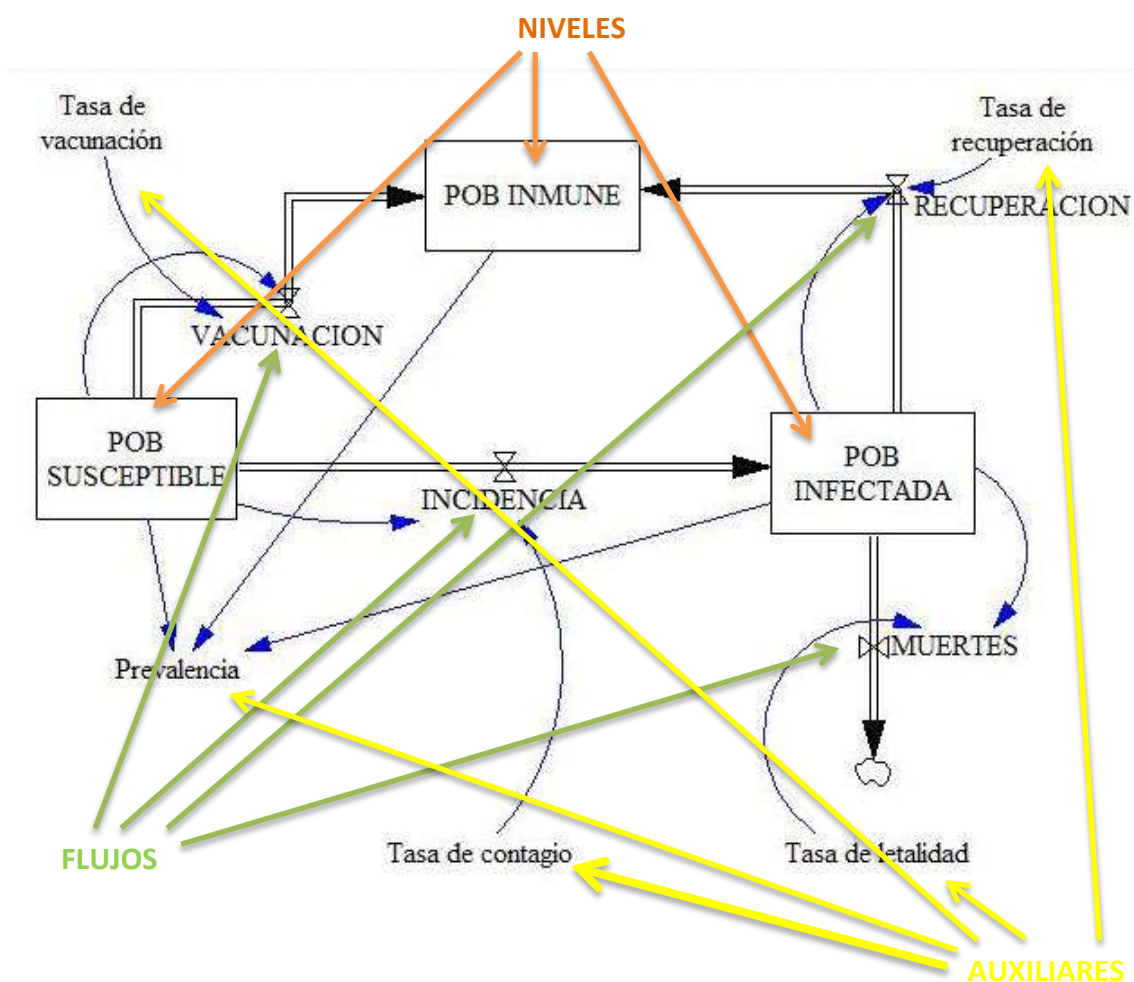 NIVELES
Tasa de
vacunación
Tasa de
recuperación
POB INMUNE
RECUPERACION
VACUNACION
POB
SUSCEPTIBLE
POB
INFECTADA
INCIDENCIA
MUERTES
Prevalencia
FLUJOS
Tasa de contagio
Tasa de letalidad
AUXILIARES